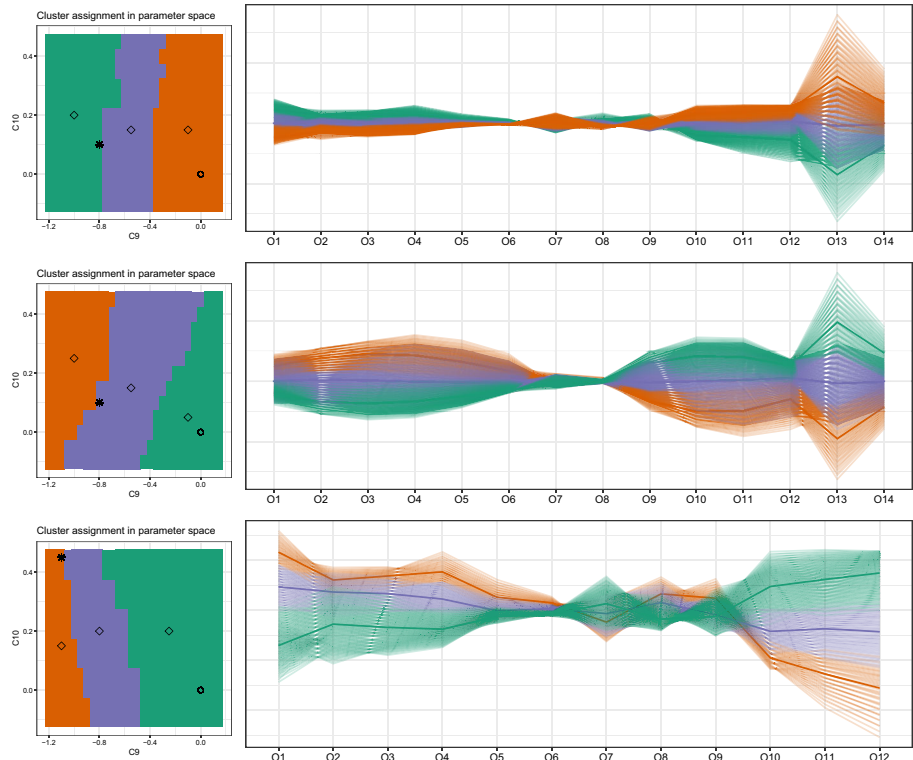 Cluster assignment in parameter space
0.4
0.2
0.0
C10
−1.2 −0.8 −0.4 0.0
C9
O1 O2 O3 O4 O5 O6 O7 O8 O9 O10 O11 O12 O13 O14
Cluster assignment in parameter space
0.4
0.2
0.0
C10
−1.2 −0.8 −0.4 0.0
C9
O1 O2 O3 O4 O5 O6 O7 O8 O9 O10 O11 O12 O13 O14
Cluster assignment in parameter space
0.4
0.2
0.0
C10
−1.2 −0.8 −0.4 0.0
C9
O1 O2 O3 O4 O5 O6 O7 O8 O9 O10 O11 O12